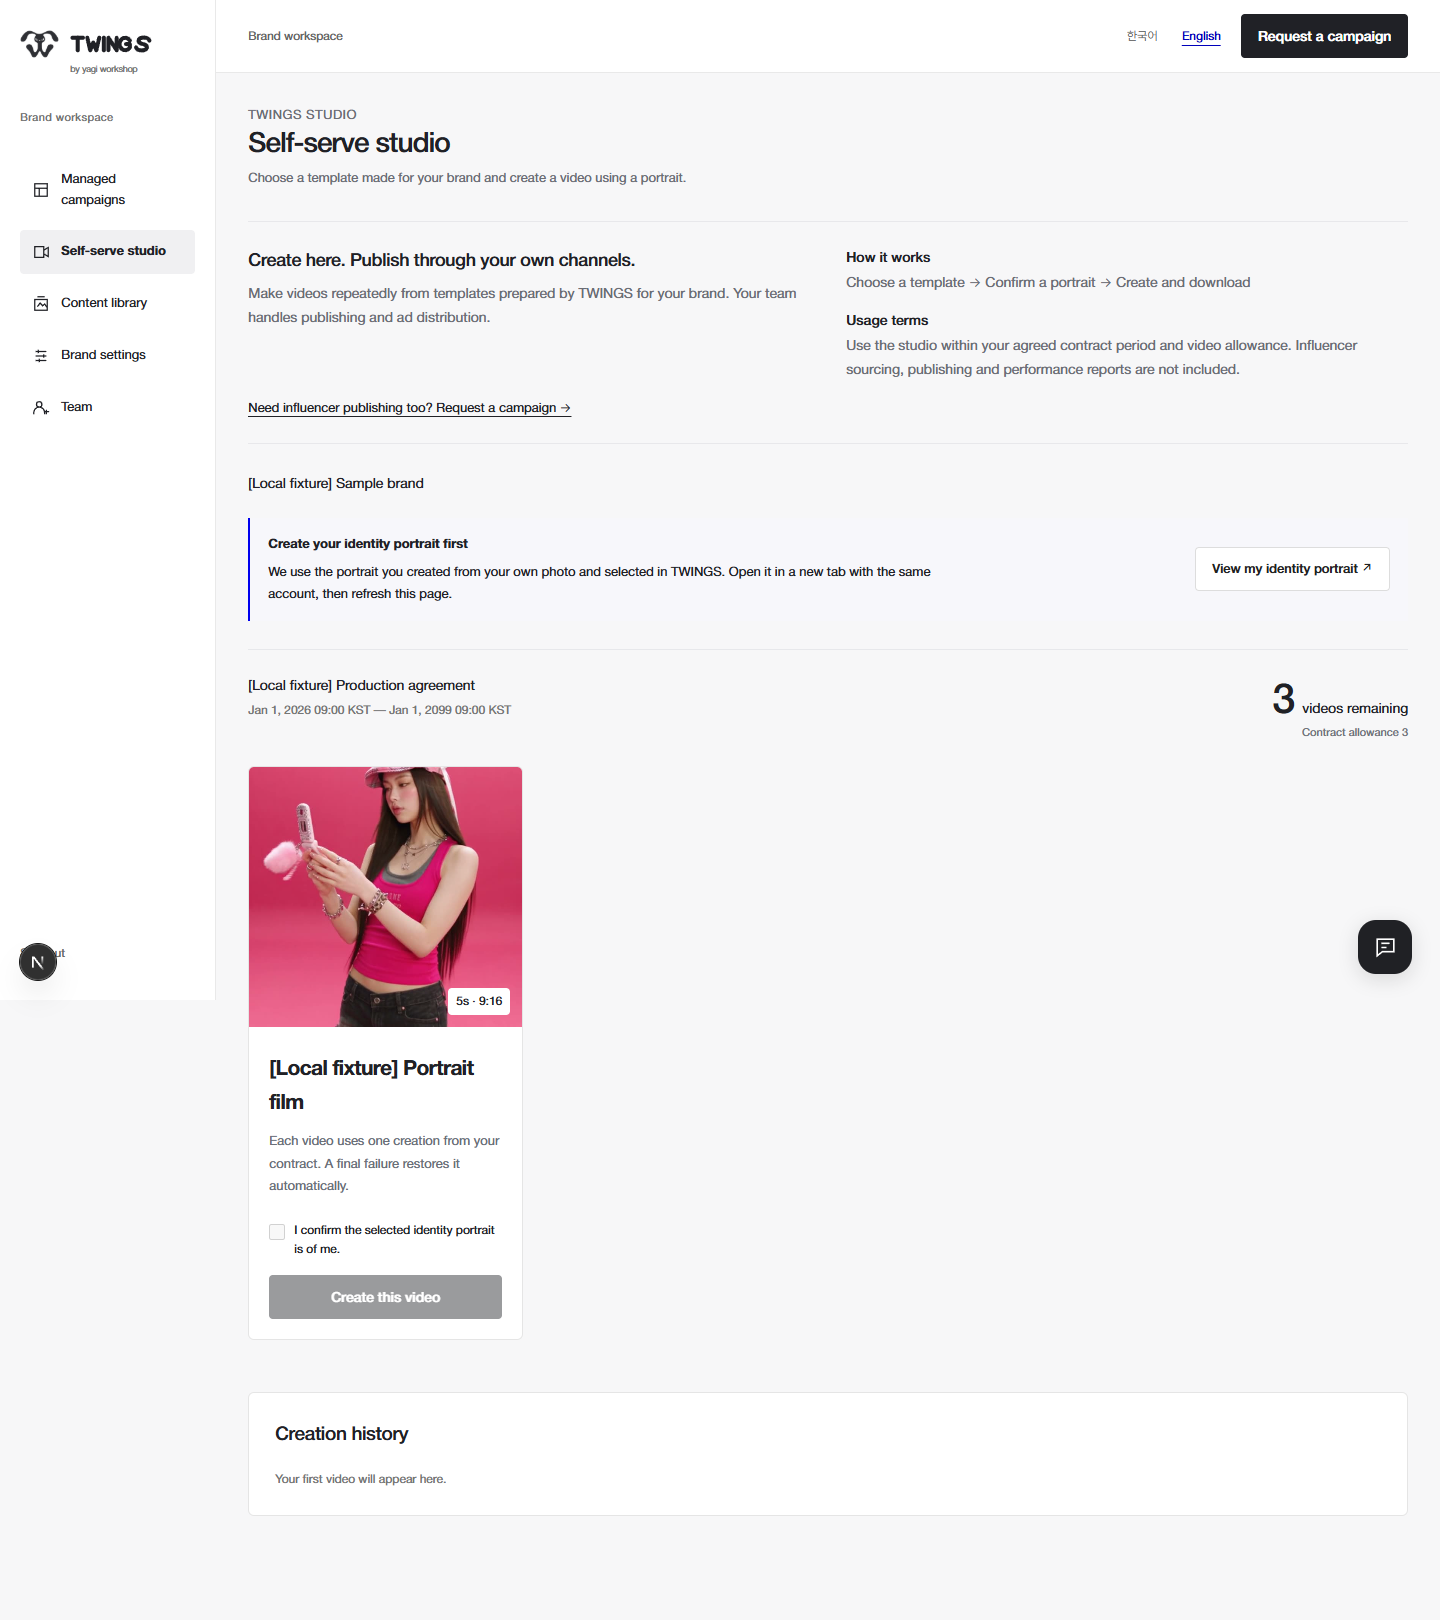 TWINGS
by yagi workshop
Brand workspace
Managed
campaigns
Self-serve studio
Content library
Brand settings
Team
ut
N
Brand workspace
한국어
English
Request a campaign
TWINGS STUDIO
Self-serve studio
Choose a template made for your brand and create a video using a portrait.
Create here. Publish through your own channels.
Make videos repeatedly from templates prepared by TWINGS for your brand. Your team
handles publishing and ad distribution.
How it works
Choose a template → Confirm a portrait → Create and download
Usage terms
Use the studio within your agreed contract period and video allowance. Influencer
sourcing, publishing and performance reports are not included.
Need influencer publishing too? Request a campaign →
[Local fixture] Sample brand
Create your identity portrait first
We use the portrait you created from your own photo and selected in TWINGS. Open it in a new tab with the same
account, then refresh this page.
View my identity portrait ↗
[Local fixture] Production agreement
Jan 1, 2026 09:00 KST — Jan 1, 2099 09:00 KST
3 videos remaining
Contract allowance 3
5s · 9:16
[Local fixture] Portrait
film
Each video uses one creation from your
contract. A final failure restores it
automatically.
I confirm the selected identity portrait
is of me.
Create this video
Creation history
Your first video will appear here.